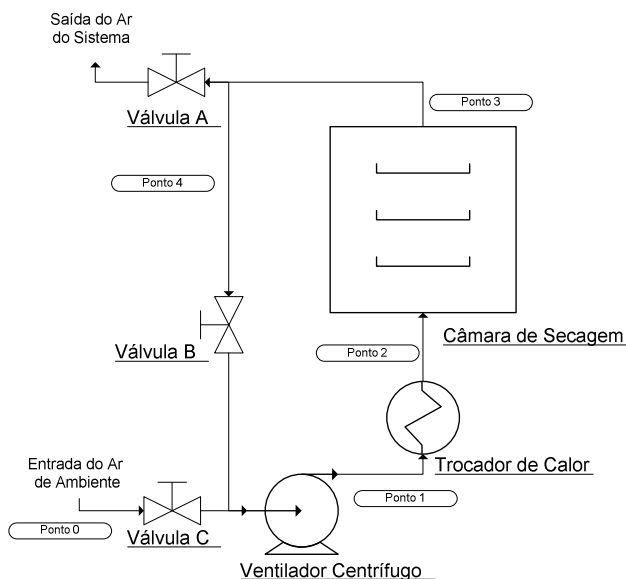 Saída do Ar
do Sistema
Ponto 3
Válvula A
Ponto 4
Câmara de Secagem
Válvula B
Ponto 2
Entrada do Ar
de Ambiente
Trocador de Calor
Ponto 1
Ponto 0
Válvula C
Ventilador Centrífugo